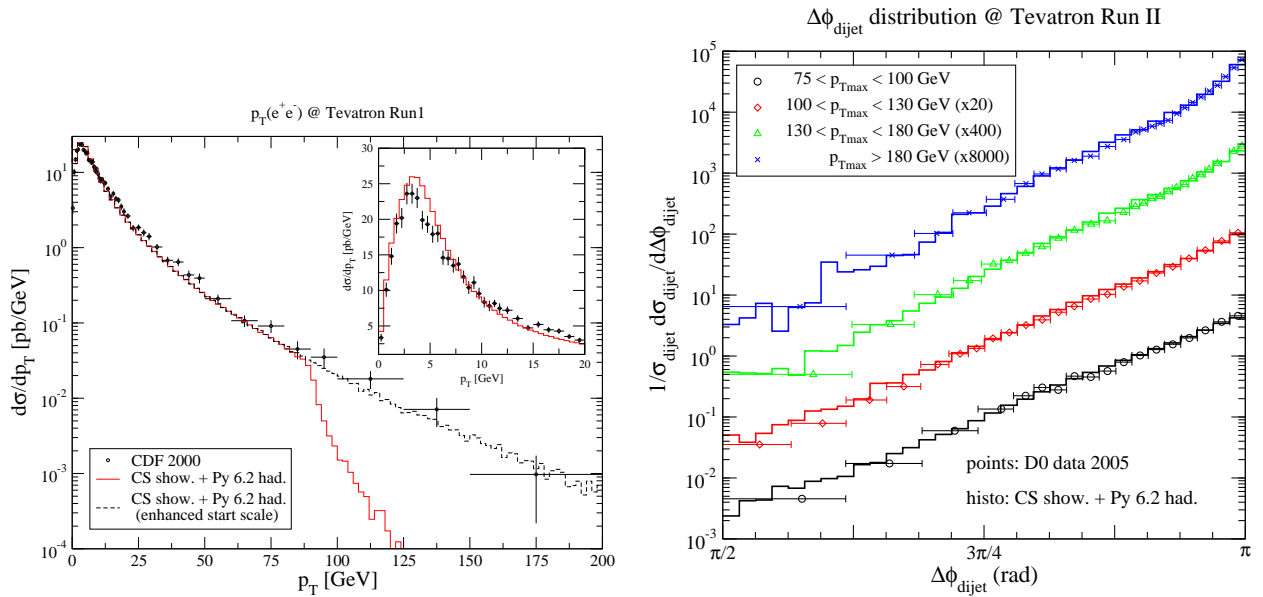 p_T(e^+e^-) @ Tevatron Run1
dσ/dp_T [pb/GeV]
10^1
10^0
10^-1
10^-2
10^-3
10^-4
0 25 50 75 100 125 150 175 200
p_T [GeV]
CDF 2000
CS show. + Py 6.2 had.
CS show. + Py 6.2 had.
(enhanced start scale)
dσ/dp_T [pb/GeV]
30
25
20
15
10
5
0 5 10 15 20
p_T [GeV]
Δϕ_dijet distribution @ Tevatron Run II
1/σ_dijet dσ_dijet/dΔϕ_dijet
10^5
10^4
10^3
10^2
10^1
10^0
10^-1
10^-2
10^-3
75 < p_Tmax < 100 GeV
100 < p_Tmax < 130 GeV (x20)
130 < p_Tmax < 180 GeV (x400)
p_Tmax > 180 GeV (x8000)
points: D0 data 2005
histo: CS show. + Py 6.2 had.
π/2 3π/4 π
Δϕ_dijet (rad)